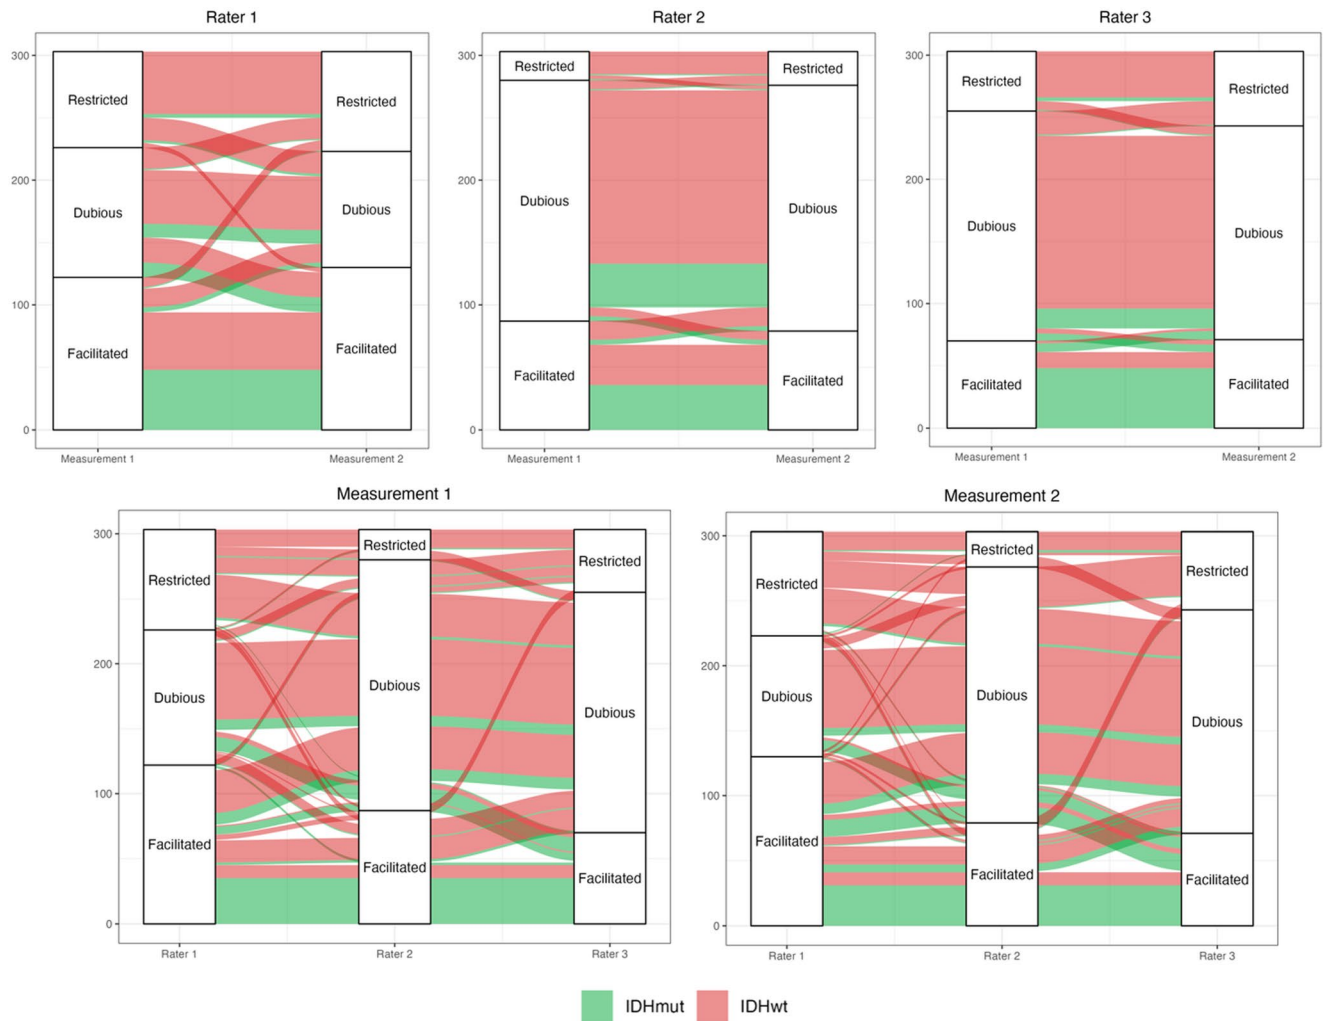 Rater 1
Rater 2
Rater 3
300
200
100
0
Restricted
Dubious
Facilitated
Restricted
Dubious
Facilitated
Measurement 1
Measurement 2
300
200
100
0
Restricted
Dubious
Facilitated
Restricted
Dubious
Facilitated
Measurement 1
Measurement 2
300
200
100
0
Restricted
Dubious
Facilitated
Restricted
Dubious
Facilitated
Measurement 1
Measurement 2
Measurement 1
300
200
100
0
Restricted
Dubious
Facilitated
Restricted
Dubious
Facilitated
Restricted
Dubious
Facilitated
Rater 1
Rater 2
Rater 3
Measurement 2
300
200
100
0
Restricted
Dubious
Facilitated
Restricted
Dubious
Facilitated
Restricted
Dubious
Facilitated
Rater 1
Rater 2
Rater 3
IDHmut
IDHwt